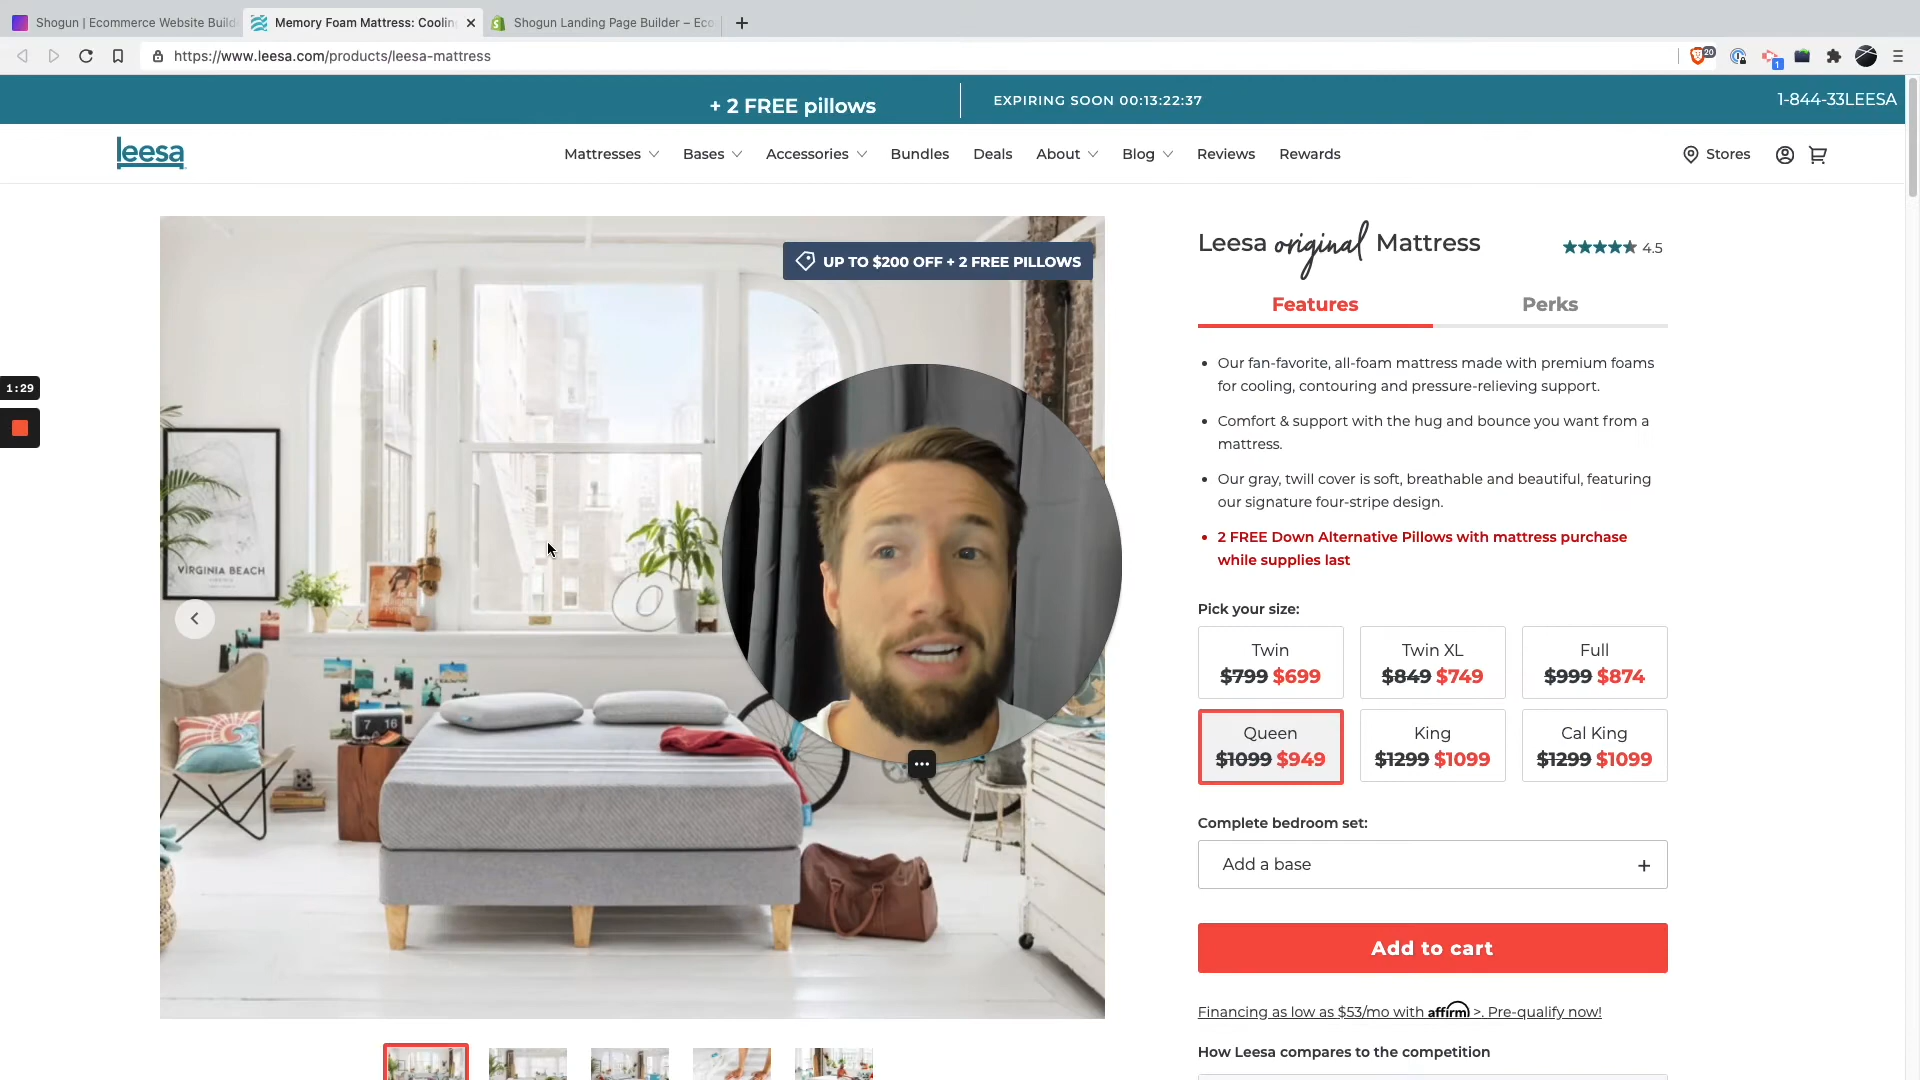 Shogun | Ecommerce Website Build
Memory Foam Mattress: Coolin
Shogun Landing Page Builder – Eco
https://www.leesa.com/products/leesa-mattress
20
1
+ 2 FREE pillows
EXPIRING SOON 00:13:22:37
1-844-33LEESA
leesa
Mattresses
Bases
Accessories
Bundles
Deals
About
Blog
Reviews
Rewards
Stores
UP TO $200 OFF + 2 FREE PILLOWS
VIRGINIA BEACH
7 16
1:29
Leesa original Mattress
4.5
Features
Perks
• Our fan-favorite, all-foam mattress made with premium foams
for cooling, contouring and pressure-relieving support.
• Comfort & support with the hug and bounce you want from a
mattress.
• Our gray, twill cover is soft, breathable and beautiful, featuring
our signature four-stripe design.
• 2 FREE Down Alternative Pillows with mattress purchase
while supplies last
Pick your size:
Twin
$799 $699
Twin XL
$849 $749
Full
$999 $874
Queen
$1099 $949
King
$1299 $1099
Cal King
$1299 $1099
Complete bedroom set:
Add a base +
Add to cart
Financing as low as $53/mo with affirm >. Pre-qualify now!
How Leesa compares to the competition